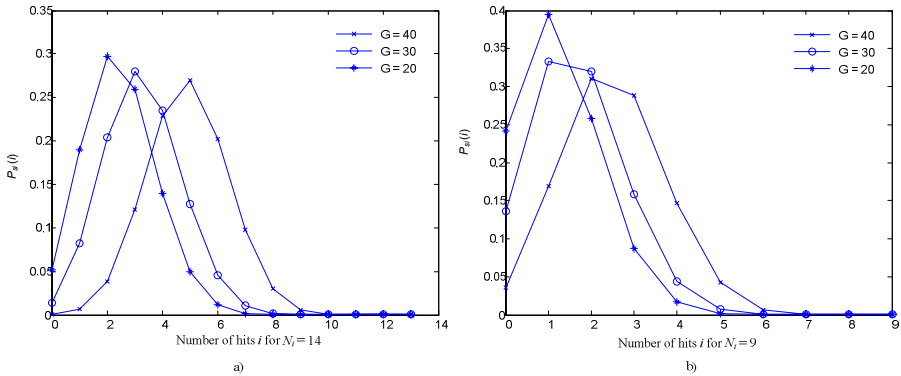 0.35
0.3
0.25
0.2
0.15
0.1
0.05
0
P_si(i)
G = 40
G = 30
G = 20
0 2 4 6 8 10 12 14
Number of hits i for N_i = 14
a)
0.4
0.35
0.3
0.25
0.2
0.15
0.1
0.05
0
P_si(i)
G = 40
G = 30
G = 20
0 1 2 3 4 5 6 7 8 9
Number of hits i for N_i = 9
b)